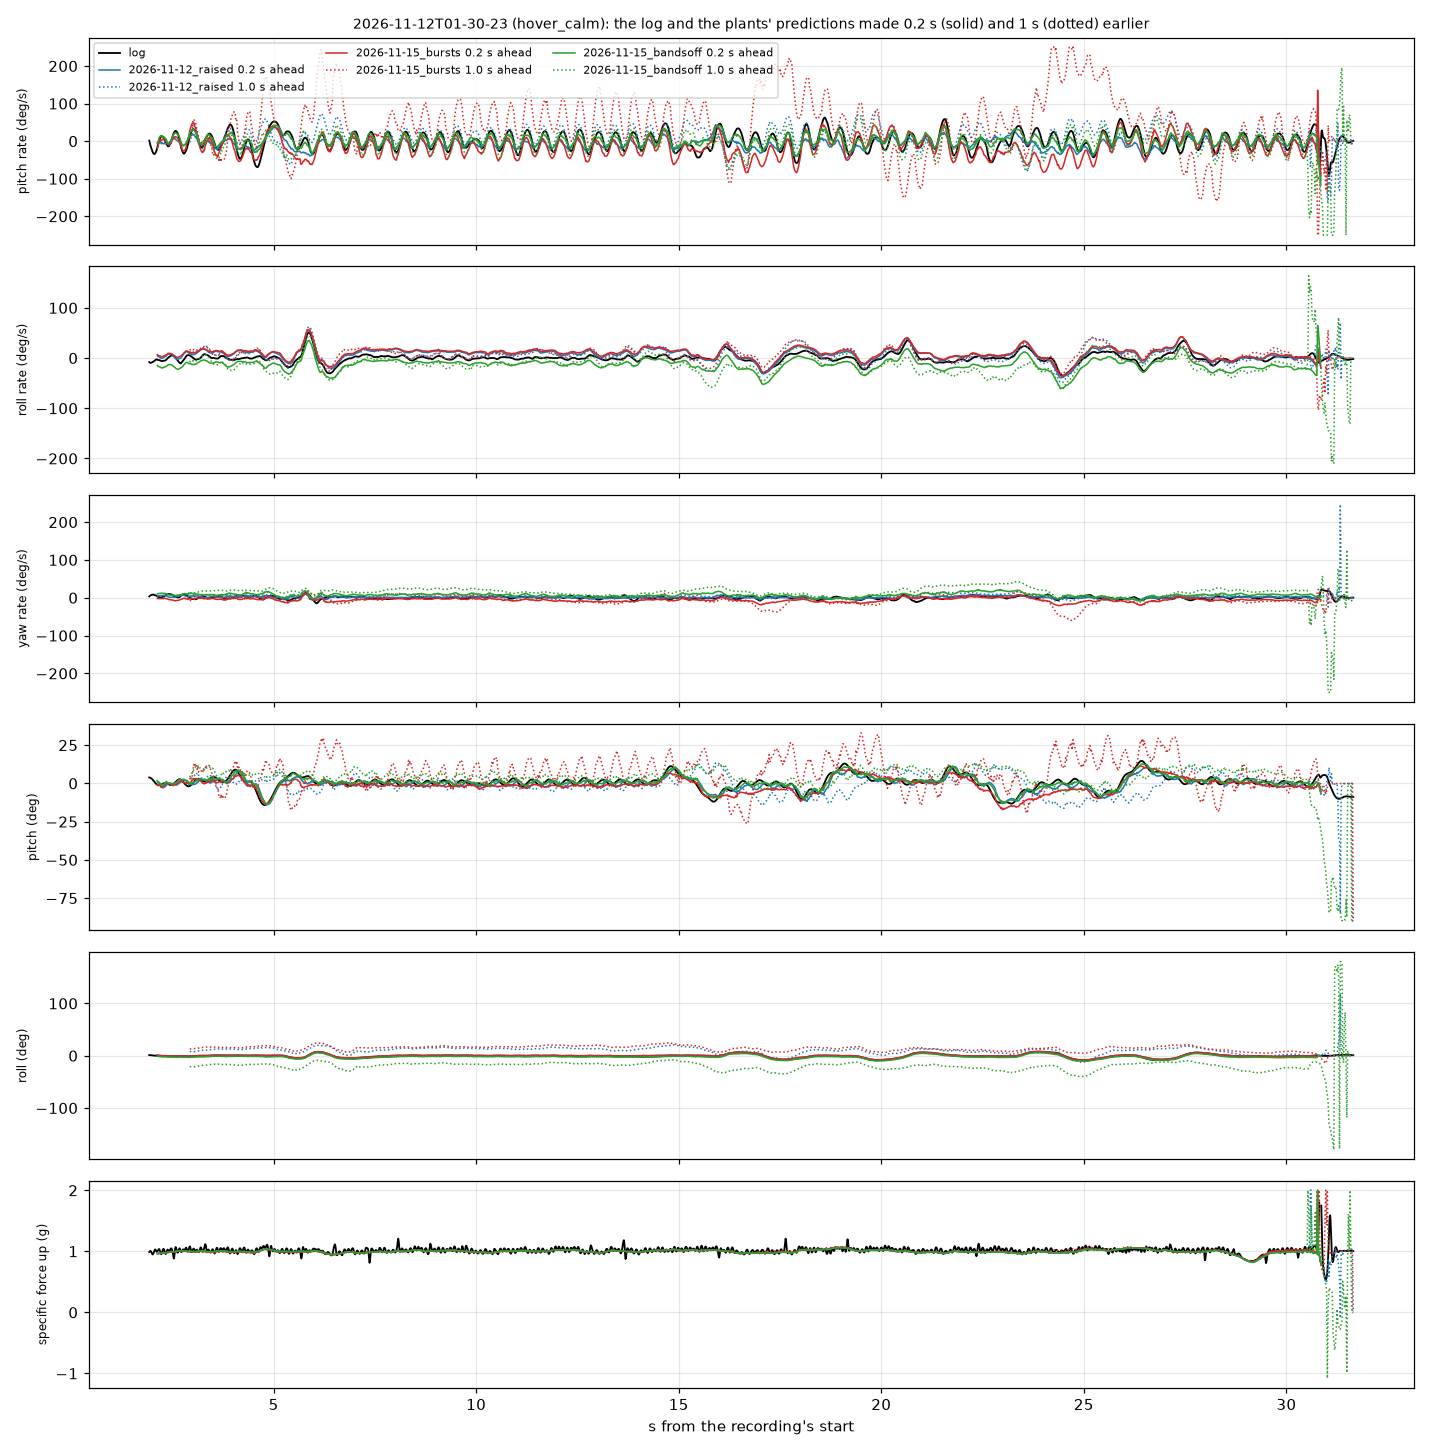 2026-11-12T01-30-23 (hover_calm): the log and the plants' predictions made 0.2 s (solid) and 1 s (dotted) earlier
log
2026-11-12_raised 0.2 s ahead
2026-11-12_raised 1.0 s ahead
2026-11-15_bursts 0.2 s ahead
2026-11-15_bursts 1.0 s ahead
2026-11-15_bandsoff 0.2 s ahead
2026-11-15_bandsoff 1.0 s ahead
pitch rate (deg/s)
200
100
0
−100
−200
roll rate (deg/s)
100
0
−100
−200
yaw rate (deg/s)
200
100
0
−100
−200
pitch (deg)
25
0
−25
−50
−75
roll (deg)
100
0
−100
specific force up (g)
2
1
0
−1
5 10 15 20 25 30
s from the recording's start